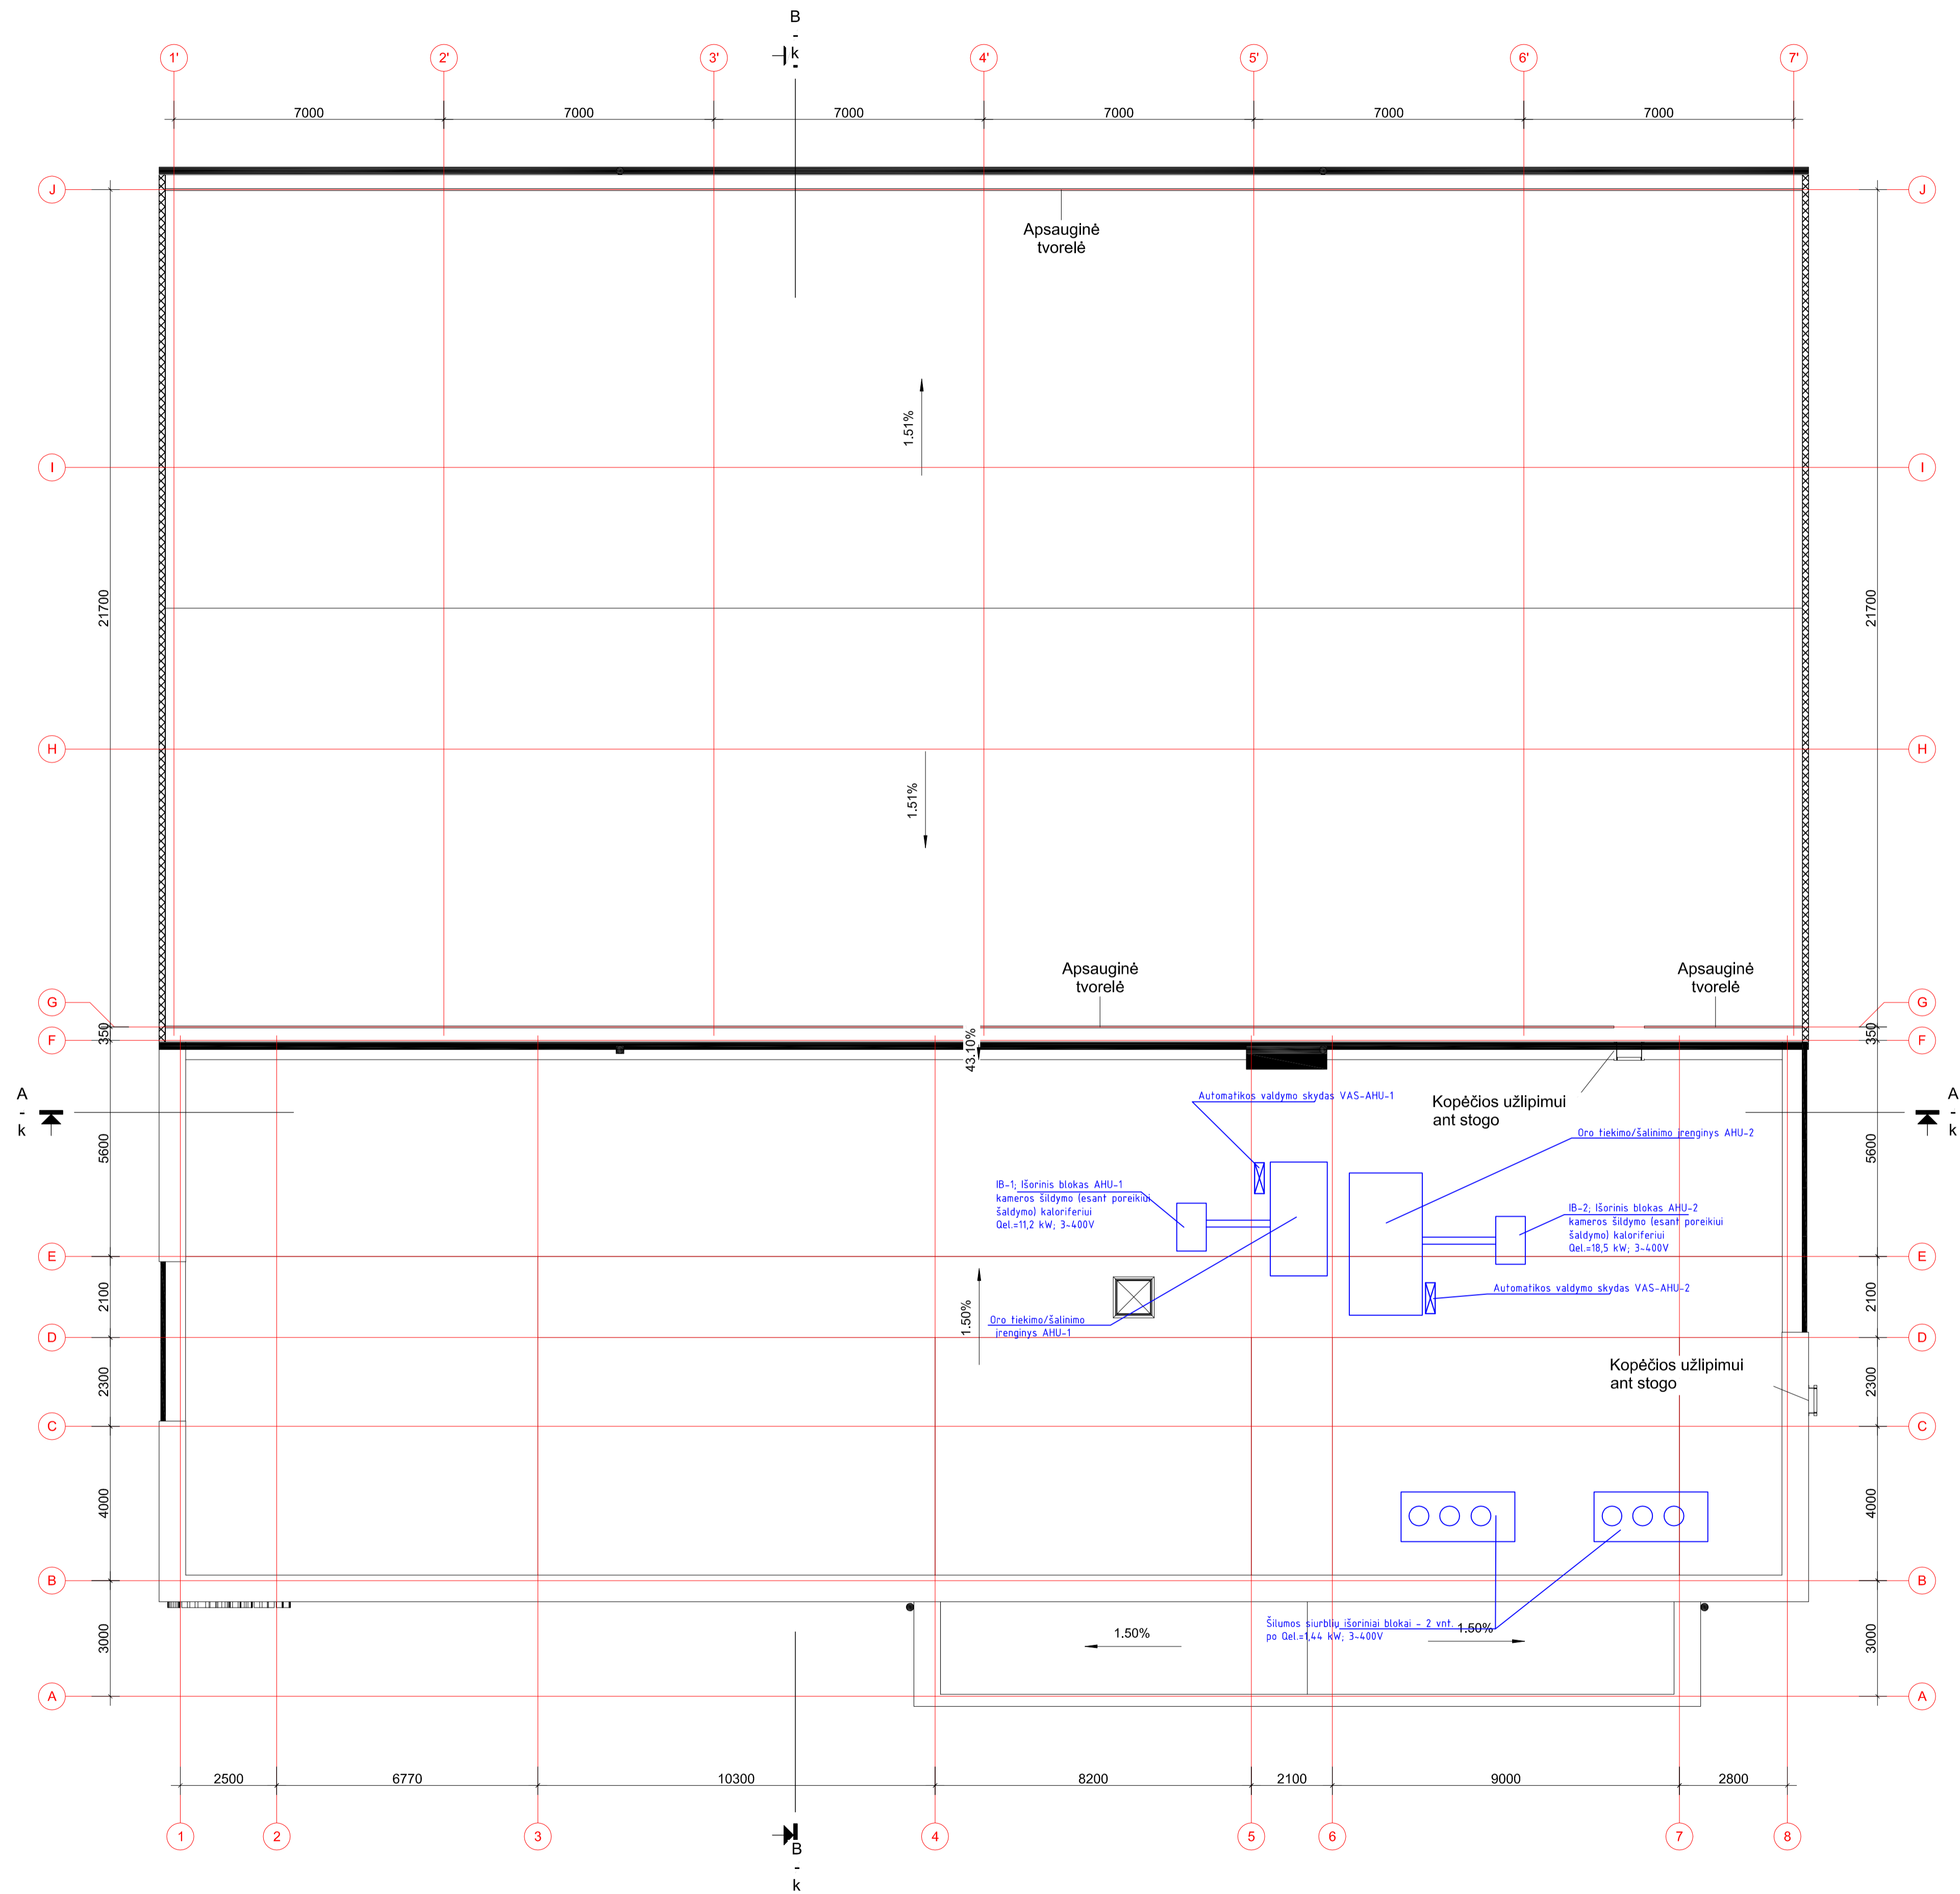 B
-
k
1'
2'
3'
4'
5'
6'
7'
7000
7000
7000
7000
7000
7000
J
J
Apsauginė
tvorelė
1.51%
I
I
21700
21700
H
H
1.51%
Apsauginė
tvorelė
Apsauginė
tvorelė
G
G
350
350
F
F
43.10%
A
-
k
A
-
k
Automatikos valdymo skydas VAS-AHU-1
Kopėčios užlipimui
ant stogo
Oro tiekimo/šalinimo įrenginys AHU-2
5600
5600
IB-1; Išorinis blokas AHU-1
kameros šildymo (esant poreikiui
šaldymo) kaloriferiui
Qel.=11,2 kW; 3~400V
IB-2; Išorinis blokas AHU-2
kameros šildymo (esant poreikiui
šaldymo) kaloriferiui
Qel.=18,5 kW; 3~400V
E
E
2100
2100
Automatikos valdymo skydas VAS-AHU-2
1.50%
Oro tiekimo/šalinimo
įrenginys AHU-1
D
D
2300
2300
Kopėčios užlipimui
ant stogo
C
C
4000
4000
B
B
3000
3000
1.50%
1.50%
Šilumos siurblių išoriniai blokai - 2 vnt.
po Qel.=1,44 kW; 3~400V
A
A
2500
6770
10300
8200
2100
9000
2800
1
2
3
4
5
6
7
8
B
-
k